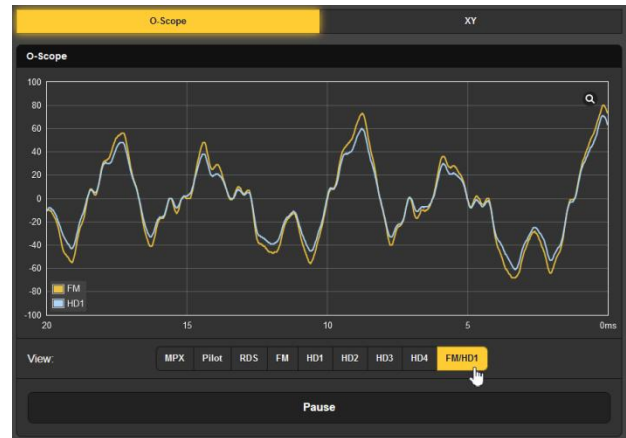 O-Scope XY
O-Scope
100
80
60
40
20
0
-20
-40
-60
-80
-100
FM
HD1
20 15 10 5 0ms
View: MPX Pilot RDS FM HD1 HD2 HD3 HD4 FM/HD1
Pause